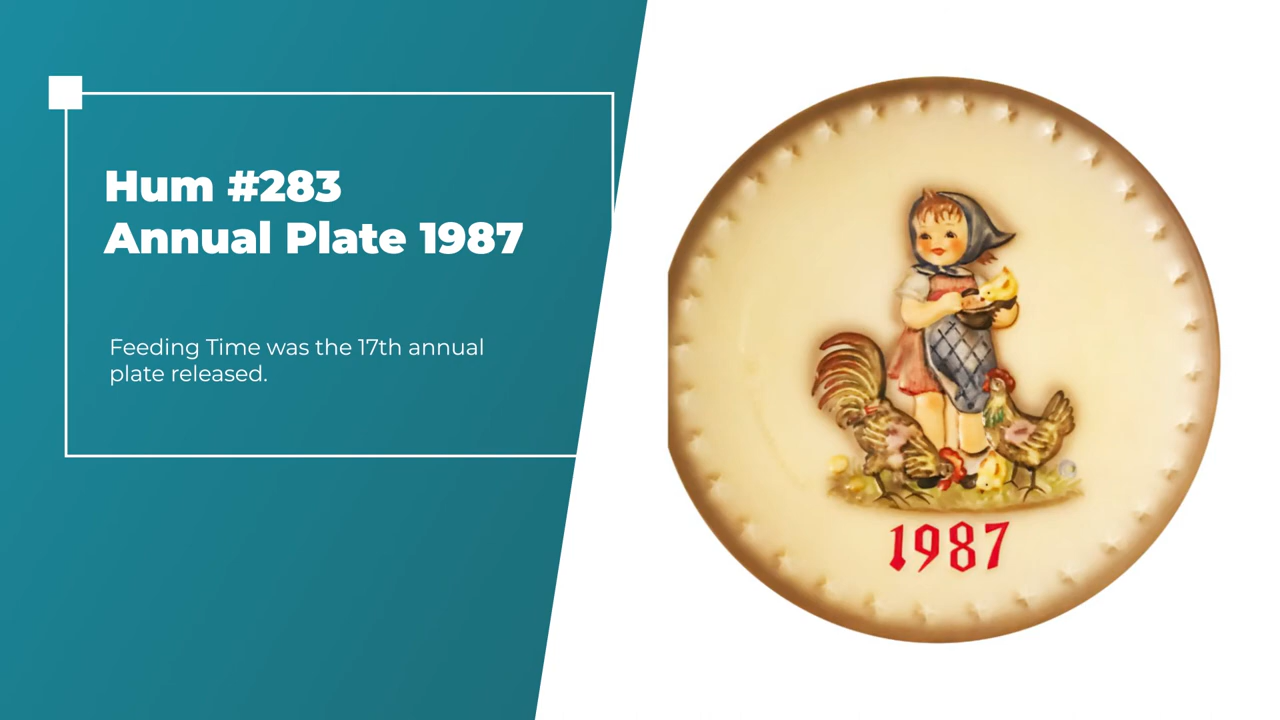 Hum #283
Annual Plate 1987
Feeding Time was the 17th annual
plate released.
1987